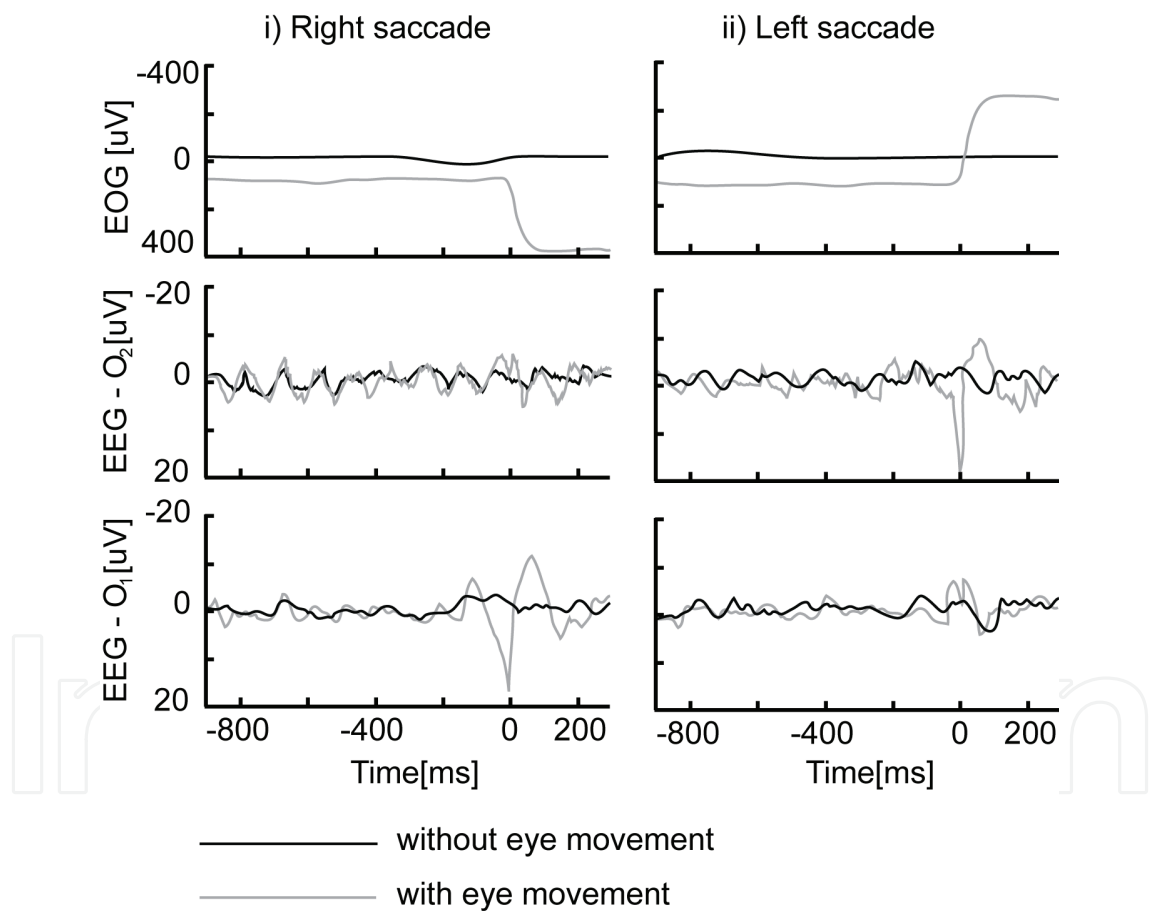 i) Right saccade
ii) Left saccade
EOG [uV]
-400
0
400
EEG - O₂[uV]
-20
0
20
EEG - O₁[uV]
-20
0
20
-800
-400
0
200
-800
-400
0
200
Time[ms]
Time[ms]
without eye movement
with eye movement